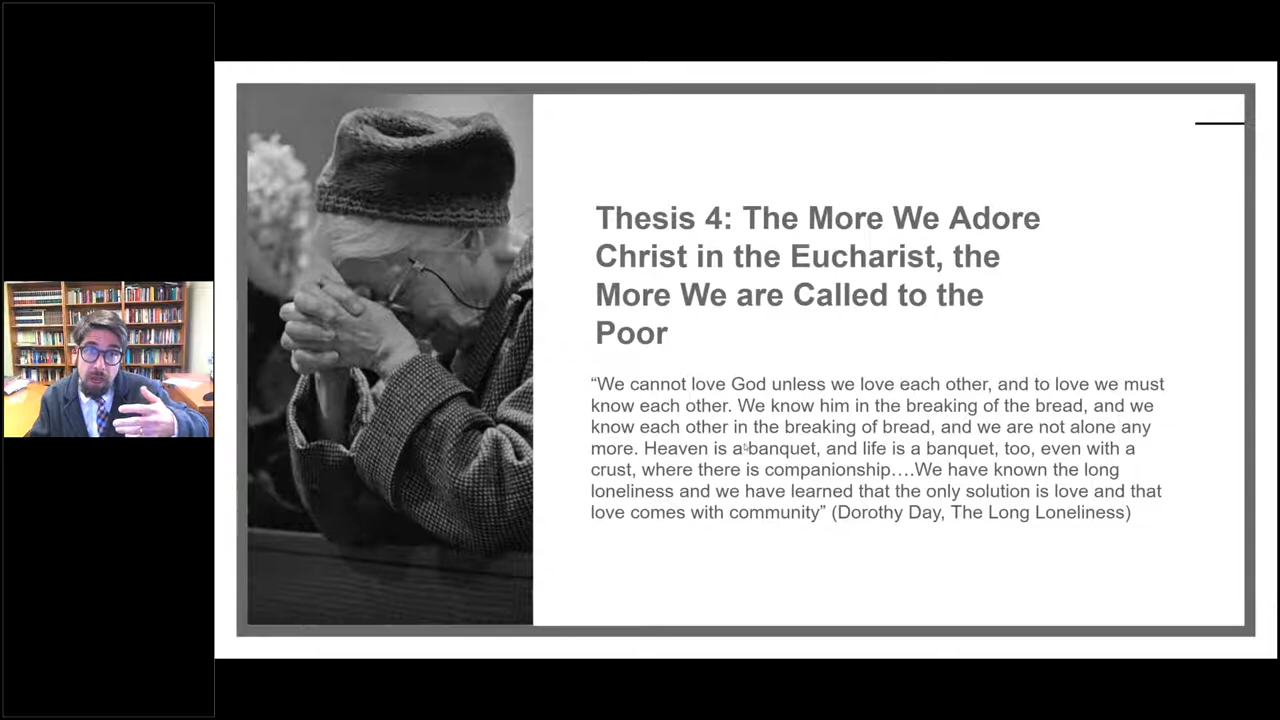 Thesis 4: The More We Adore
Christ in the Eucharist, the
More We are Called to the
Poor
“We cannot love God unless we love each other, and to love we must
know each other. We know him in the breaking of the bread, and we
know each other in the breaking of bread, and we are not alone any
more. Heaven is a banquet, and life is a banquet, too, even with a
crust, where there is companionship….We have known the long
loneliness and we have learned that the only solution is love and that
love comes with community” (Dorothy Day, The Long Loneliness)